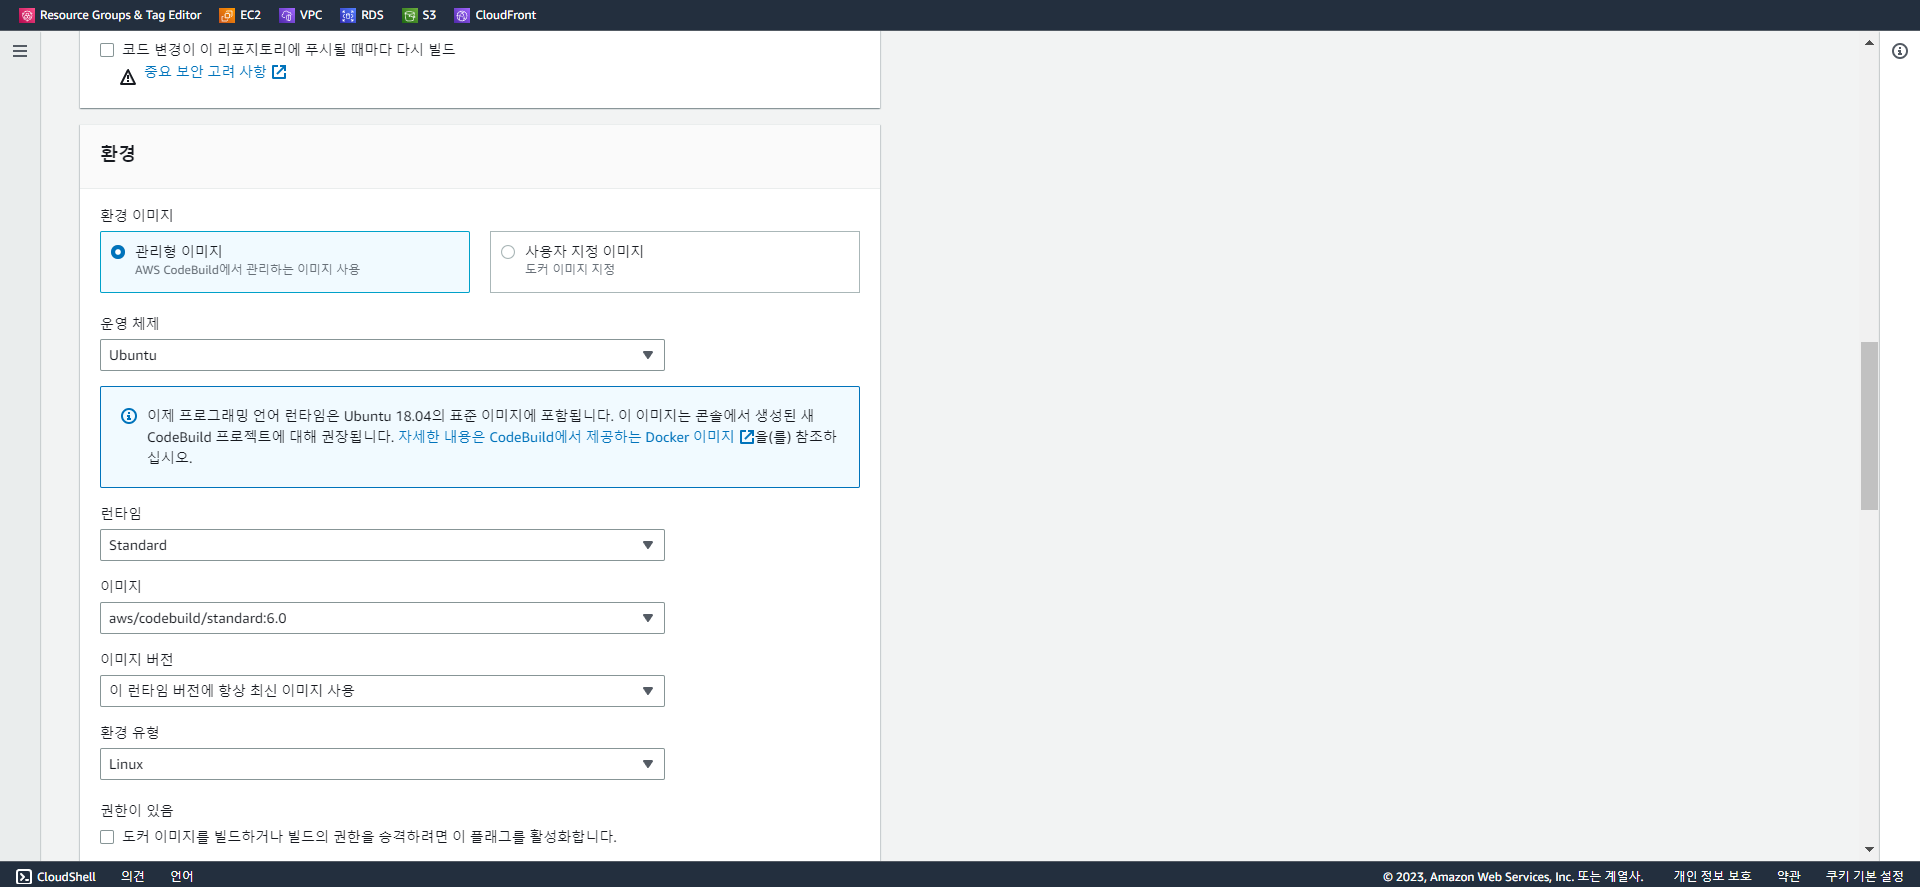 Resource Groups & Tag Editor EC2 VPC RDS S3 CloudFront
코드 변경이 이 리포지토리에 푸시될 때마다 다시 빌드
중요 보안 고려 사항
환경
환경 이미지
관리형 이미지
AWS CodeBuild에서 관리하는 이미지 사용
사용자 지정 이미지
도커 이미지 지정
운영 체제
Ubuntu
이제 프로그래밍 언어 런타임은 Ubuntu 18.04의 표준 이미지에 포함됩니다. 이 이미지는 콘솔에서 생성된 새
CodeBuild 프로젝트에 대해 권장됩니다. 자세한 내용은 CodeBuild에서 제공하는 Docker 이미지 을(를) 참조하
십시오.
런타임
Standard
이미지
aws/codebuild/standard:6.0
이미지 버전
이 런타임 버전에 항상 최신 이미지 사용
환경 유형
Linux
권한이 있음
도커 이미지를 빌드하거나 빌드의 권한을 승격하려면 이 플래그를 활성화합니다.
CloudShell 의견 언어 © 2023, Amazon Web Services, Inc. 또는 계열사. 개인 정보 보호 약관 쿠키 기본 설정